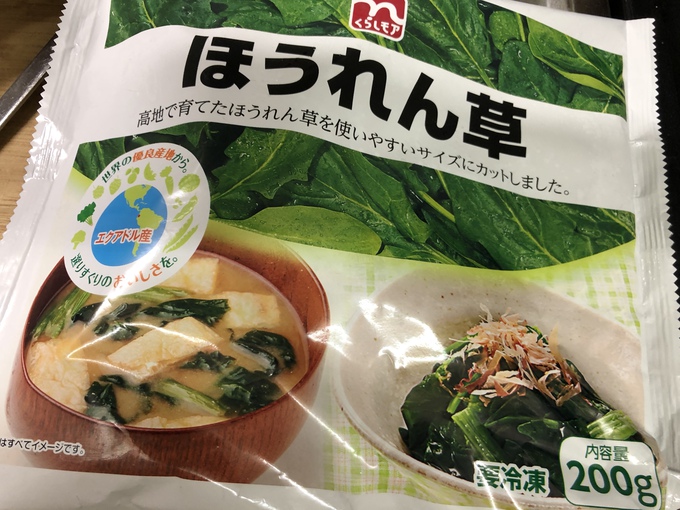 くらしモア
ほうれん草
高地で育てたほうれん草を使いやすいサイズにカットしました。
世界の優良産地から。
エクアドル産
選りすぐりのおいしさを。
はすべてイメージです。
要冷凍
内容量
200g